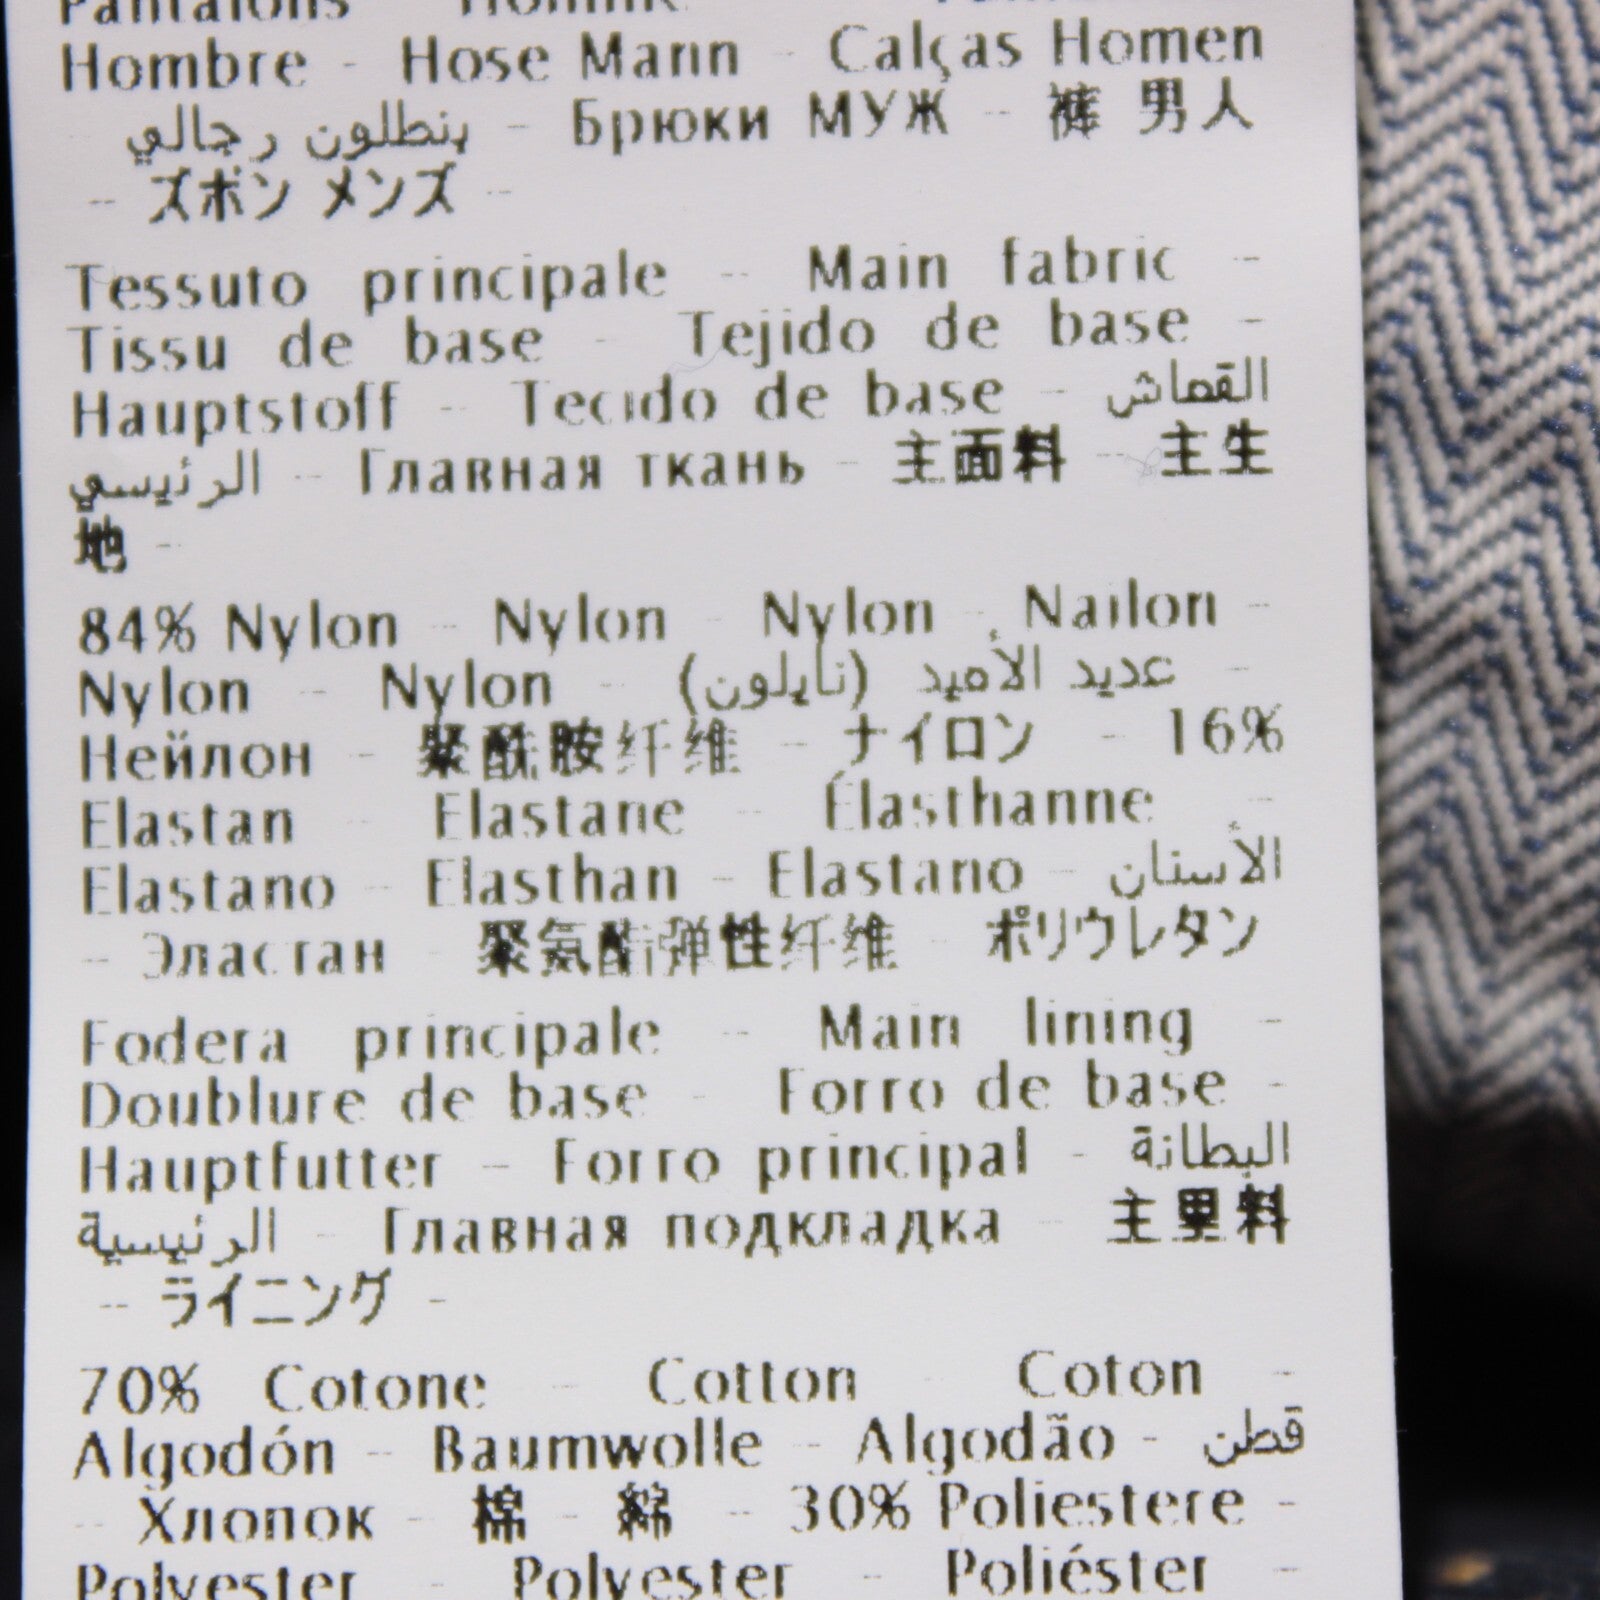 Pantalons Homme
Hombre - Hose Mann - Calças Homen
- بنطلون رجالي - Брюки МУЖ - 裤 男人
- ズボン メンズ -
Tessuto principale - Main fabric -
Tissu de base - Tejido de base -
Hauptstoff - Tecido de base - القماش
الرئيسي - Главная ткань - 主面料 - 主生
地 -
84% Nylon - Nylon - Nylon - Nailon -
Nylon - Nylon - عديد الأميد (نايلون) -
Нейлон - 聚酰胺纤维 - ナイロン - 16%
Elastan - Elastane - Élasthanne -
Elastano - Elasthan - Elastano - الأستان
- Эластан - 聚氨酯弹性纤维 - ポリウレタン
Fodera principale - Main lining -
Doublure de base - Forro de base -
Hauptfutter - Forro principal - البطانة
الرئيسية - Главная подкладка - 主里料
- ライニング -
70% Cotone - Cotton - Coton -
Algodón - Baumwolle - Algodão - قطن
- Хлопок - 棉 - 綿 - 30% Poliestere -
Polyester - Polyester - Poliéster -